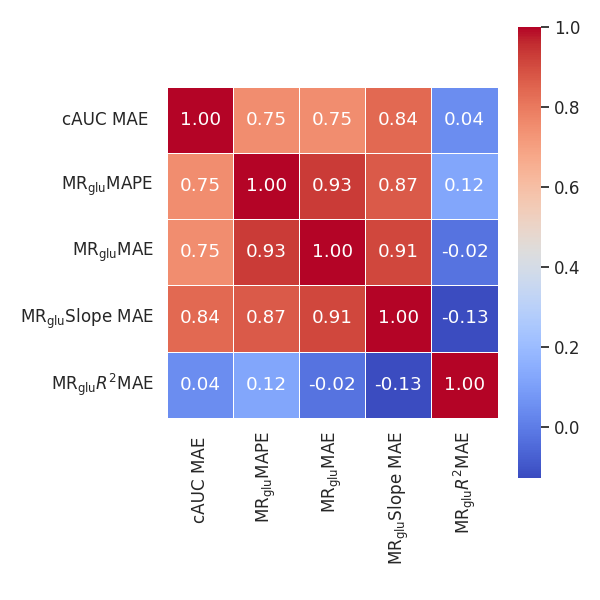 1.0
cAUC MAE 1.00 0.75 0.75 0.84 0.04
0.8
MRgluMAPE 0.75 1.00 0.93 0.87 0.12
0.6
MRgluMAE 0.75 0.93 1.00 0.91 -0.02
0.4
MRgluSlope MAE 0.84 0.87 0.91 1.00 -0.13
0.2
MRgluR²MAE 0.04 0.12 -0.02 -0.13 1.00
0.0
cAUC MAE
MRgluMAPE
MRgluMAE
MRgluSlope MAE
MRgluR²MAE